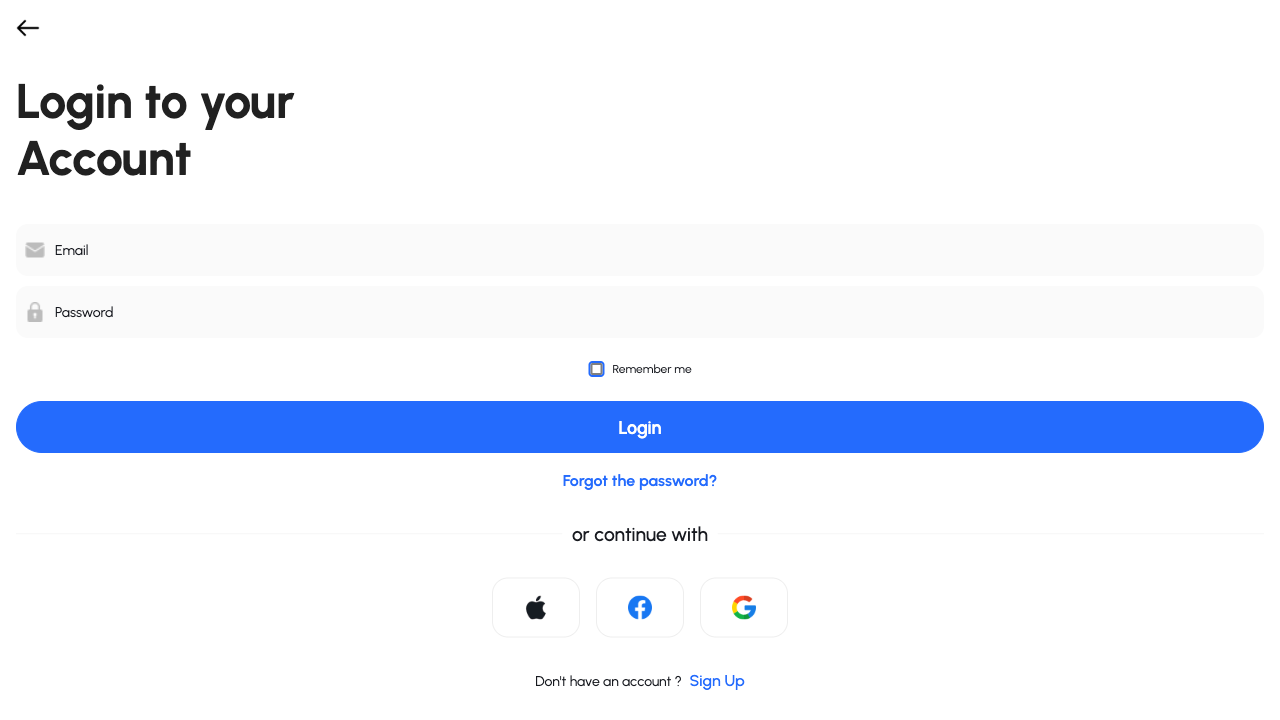 Login to your
Account
Email
Password
Remember me
Login
Forgot the password?
or continue with
Don't have an account ? Sign Up